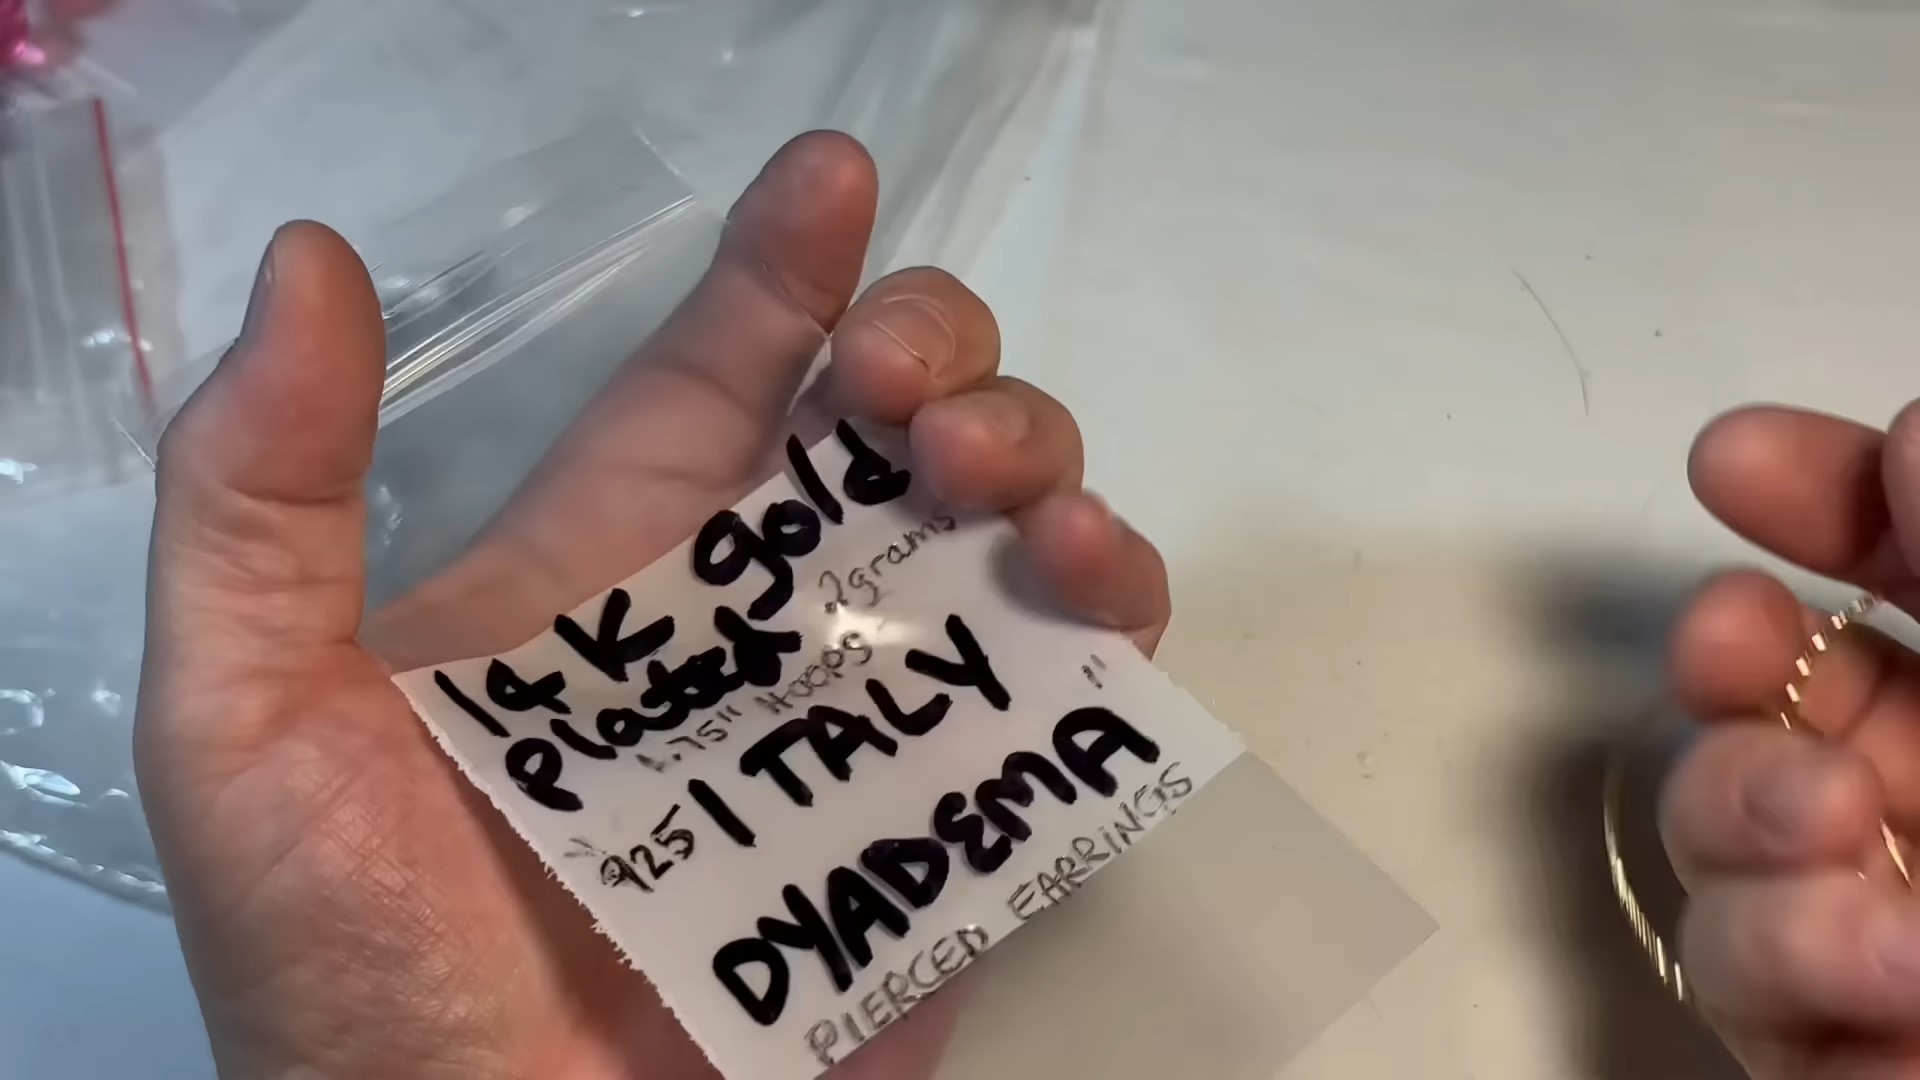 14K gold
plated .2grams
1.75" Hoops
925 ITALY "
DYADEMA
PIERCED EARRINGS